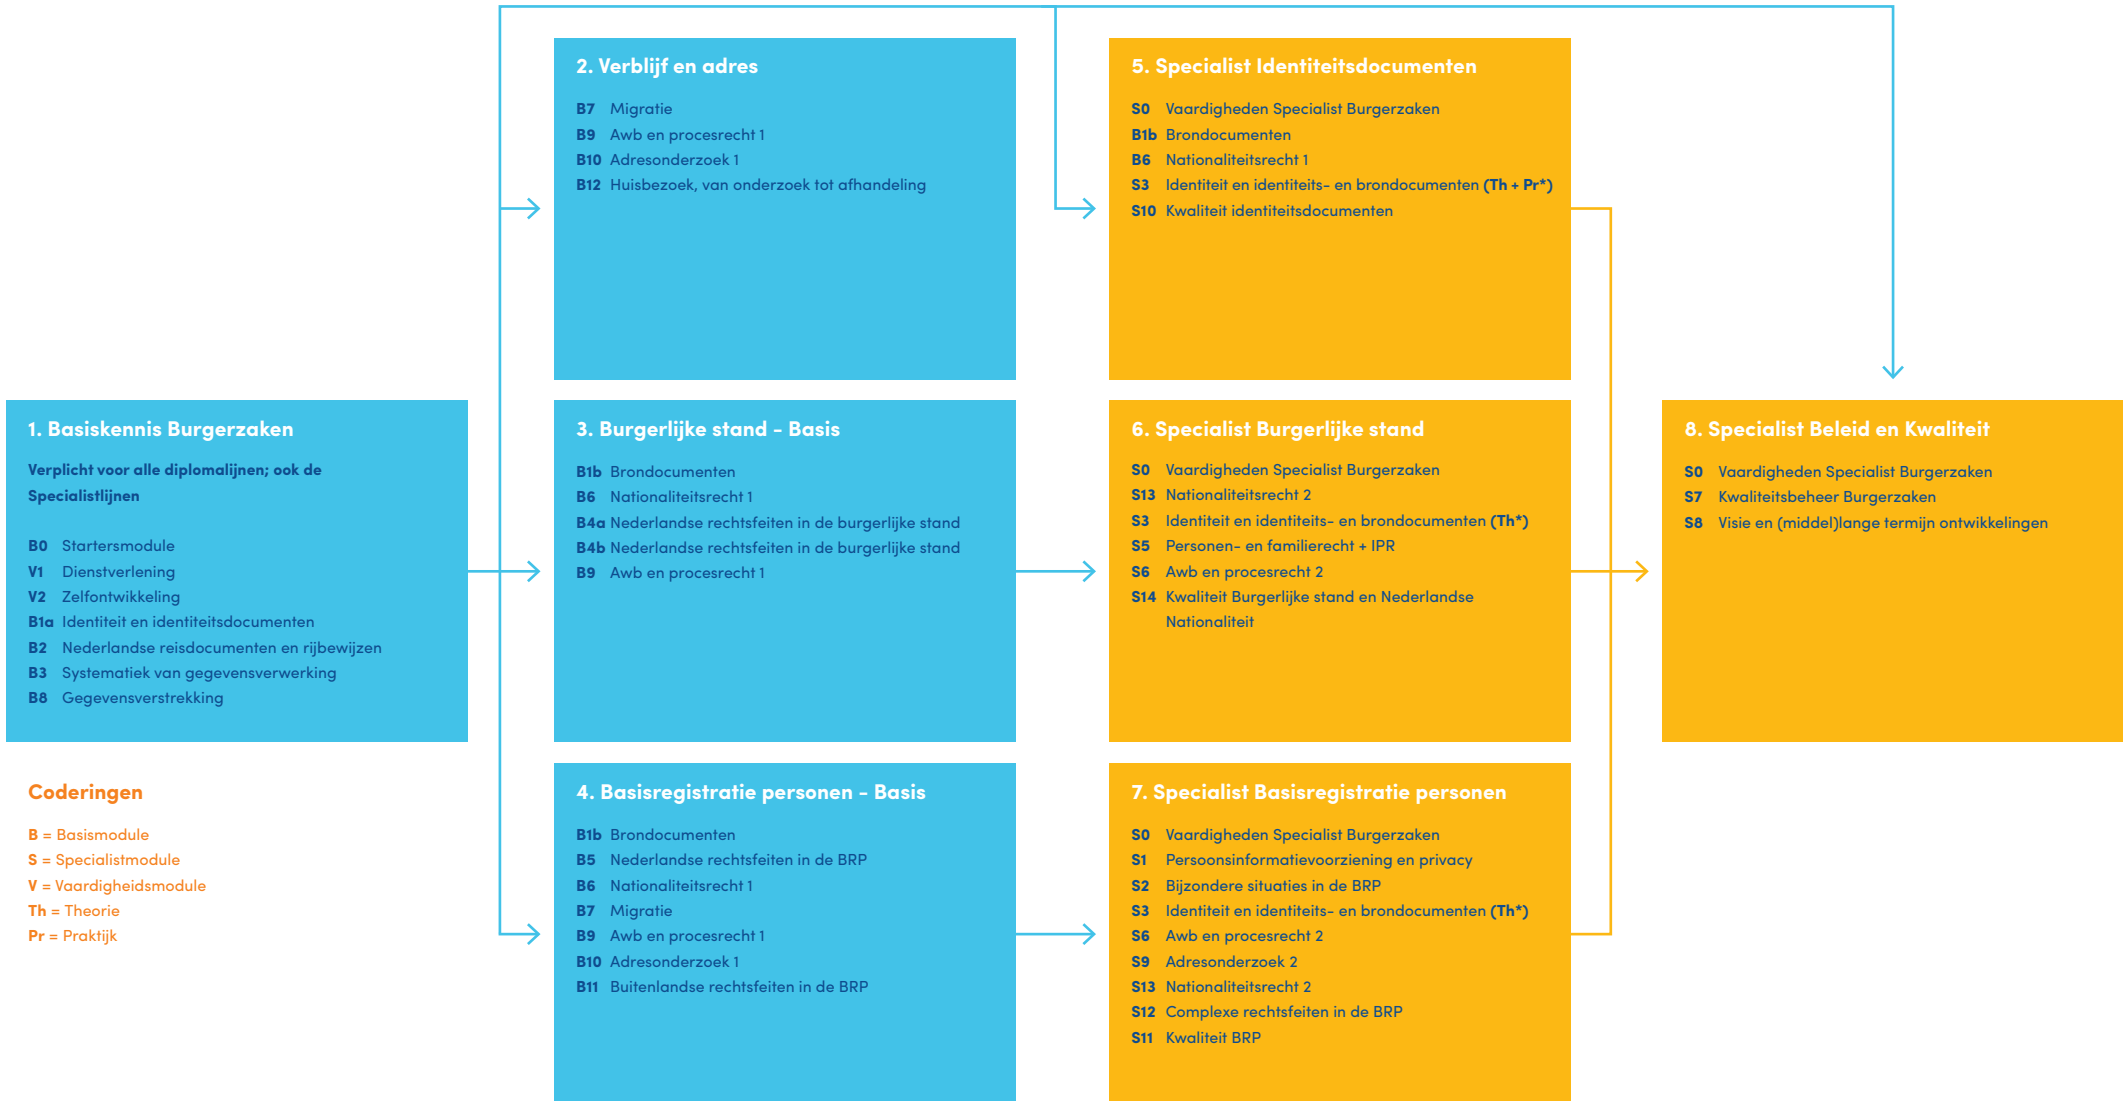 1. Basiskennis Burgerzaken
Verplicht voor alle diplomalijnen; ook de
Specialistlijnen
B0 Startersmodule
V1 Dienstverlening
V2 Zelfontwikkeling
B1a Identiteit en identiteitsdocumenten
B2 Nederlandse reisdocumenten en rijbewijzen
B3 Systematiek van gegevensverwerking
B8 Gegevensverstrekking
Coderingen
B = Basismodule
S = Specialistmodule
V = Vaardigheidsmodule
Th = Theorie
Pr = Praktijk
2. Verblijf en adres
B7 Migratie
B9 Awb en procesrecht 1
B10 Adresonderzoek 1
B12 Huisbezoek, van onderzoek tot afhandeling
3. Burgerlijke stand - Basis
B1b Brondocumenten
B6 Nationaliteitsrecht 1
B4a Nederlandse rechtsfeiten in de burgerlijke stand
B4b Nederlandse rechtsfeiten in de burgerlijke stand
B9 Awb en procesrecht 1
4. Basisregistratie personen - Basis
B1b Brondocumenten
B5 Nederlandse rechtsfeiten in de BRP
B6 Nationaliteitsrecht 1
B7 Migratie
B9 Awb en procesrecht 1
B10 Adresonderzoek 1
B11 Buitenlandse rechtsfeiten in de BRP
5. Specialist Identiteitsdocumenten
S0 Vaardigheden Specialist Burgerzaken
B1b Brondocumenten
B6 Nationaliteitsrecht 1
S3 Identiteit en identiteits- en brondocumenten (Th + Pr*)
S10 Kwaliteit identiteitsdocumenten
6. Specialist Burgerlijke stand
S0 Vaardigheden Specialist Burgerzaken
S13 Nationaliteitsrecht 2
S3 Identiteit en identiteits- en brondocumenten (Th*)
S5 Personen- en familierecht + IPR
S6 Awb en procesrecht 2
S14 Kwaliteit Burgerlijke stand en Nederlandse
Nationaliteit
7. Specialist Basisregistratie personen
S0 Vaardigheden Specialist Burgerzaken
S1 Persoonsinformatievoorziening en privacy
S2 Bijzondere situaties in de BRP
S3 Identiteit en identiteits- en brondocumenten (Th*)
S6 Awb en procesrecht 2
S9 Adresonderzoek 2
S13 Nationaliteitsrecht 2
S12 Complexe rechtsfeiten in de BRP
S11 Kwaliteit BRP
8. Specialist Beleid en Kwaliteit
S0 Vaardigheden Specialist Burgerzaken
S7 Kwaliteitsbeheer Burgerzaken
S8 Visie en (middel)lange termijn ontwikkelingen